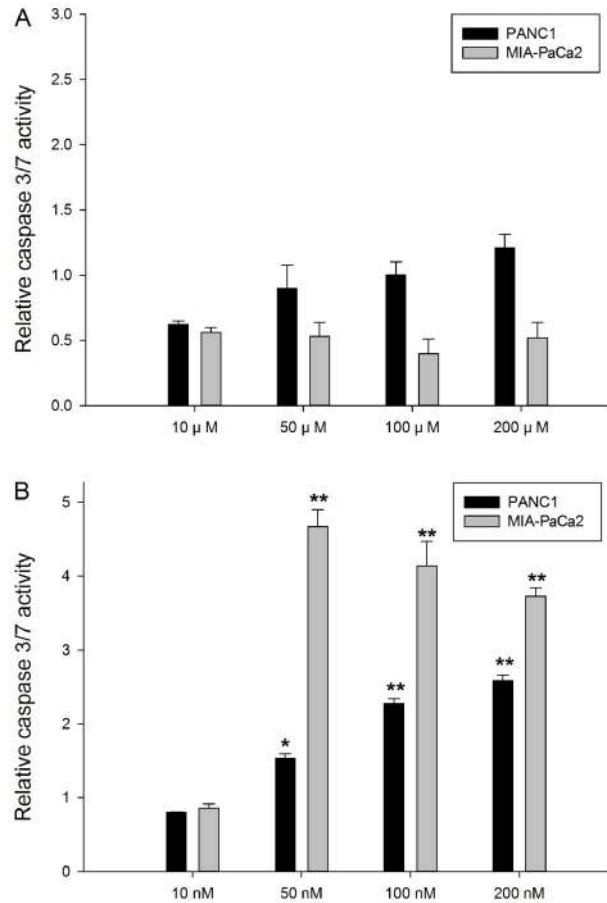 A
3.0
2.5
2.0
1.5
1.0
0.5
0.0
Relative caspase 3/7 activity
PANC1
MIA-PaCa2
10 µ M 50 µ M 100 µ M 200 µ M
B
5
4
3
2
1
0
Relative caspase 3/7 activity
PANC1
MIA-PaCa2
* ** ** ** ** **
10 nM 50 nM 100 nM 200 nM